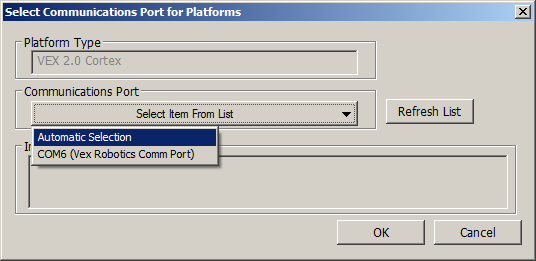 Select Communications Port for Platforms
Platform Type
VEX 2.0 Cortex
Communications Port
Select Item From List
Refresh List
Automatic Selection
COM6 (Vex Robotics Comm Port)
OK
Cancel